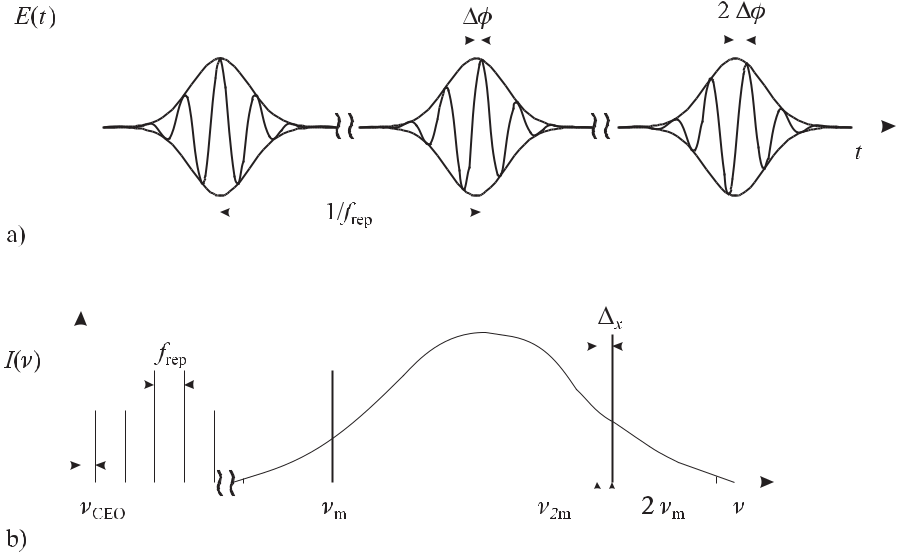 E(t)
Δϕ
2 Δϕ
t
1/f_rep
a)
Δ_x
I(ν)
f_rep
ν_CEO
ν_m
ν_2m
2 ν_m
ν
b)